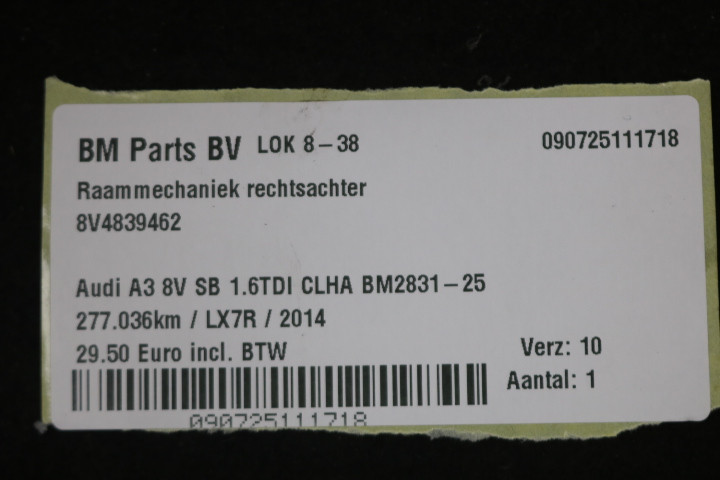 BM Parts BV LOK 8-38 090725111718
Raammechaniek rechtsachter
8V4839462
Audi A3 8V SB 1.6TDI CLHA BM2831-25
277.036km / LX7R / 2014
29.50 Euro incl. BTW Verz: 10
Aantal: 1
090725111718